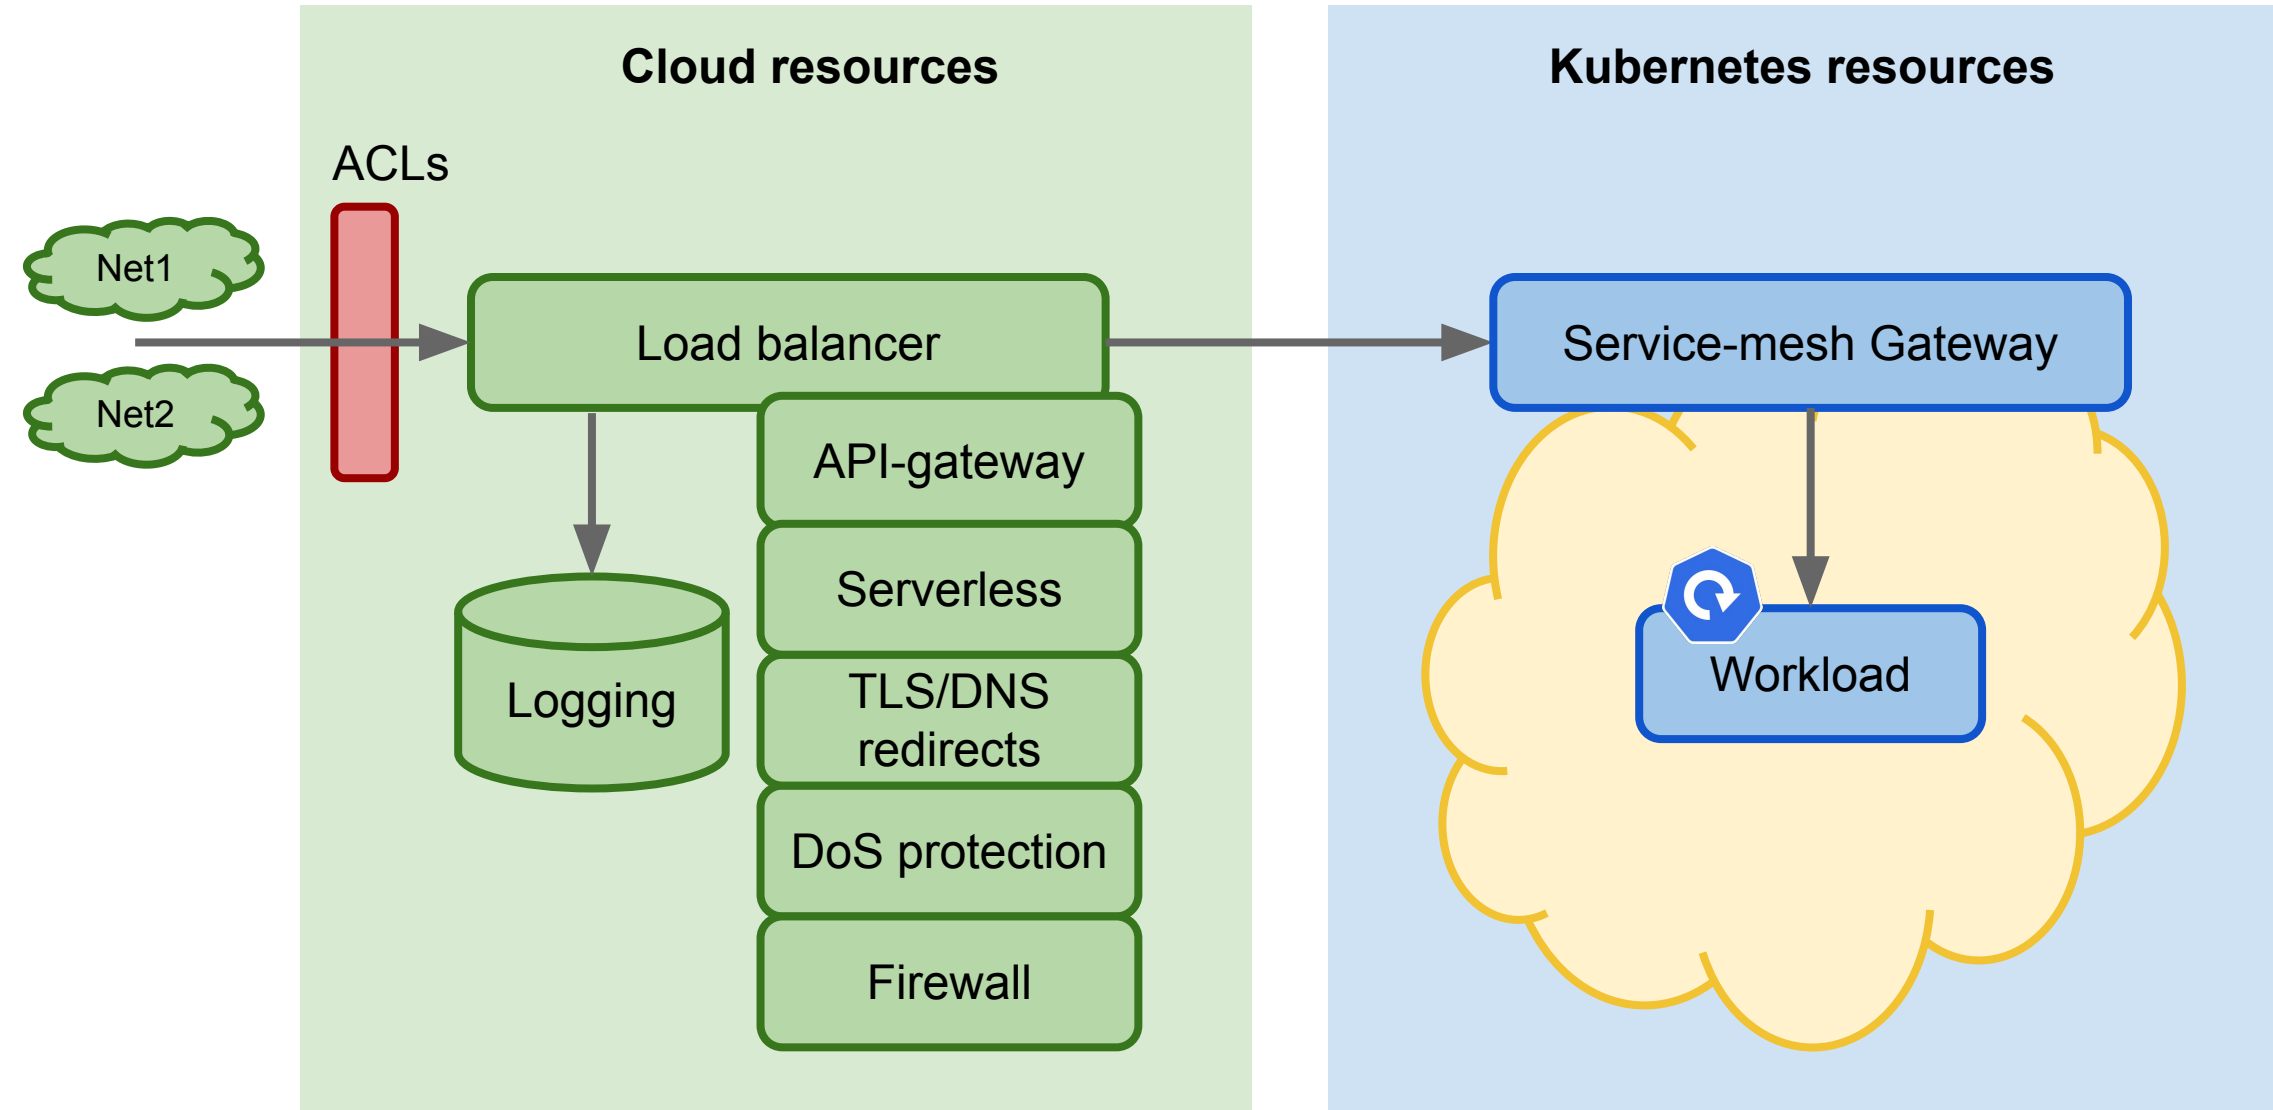 Cloud resources
Kubernetes resources
ACLs
Net1
Net2
Load balancer
Service-mesh Gateway
API-gateway
Serverless
TLS/DNS
redirects
DoS protection
Firewall
Logging
Workload